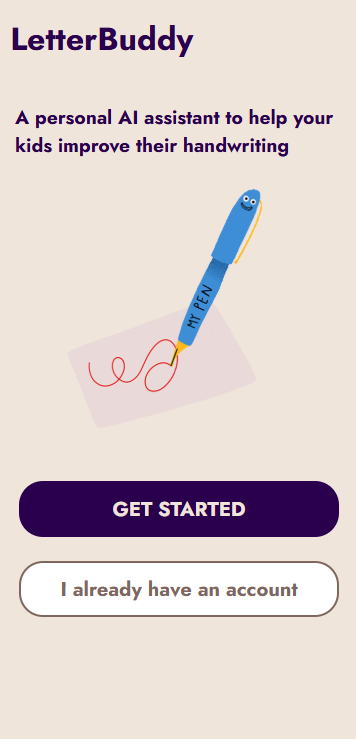 LetterBuddy
A personal AI assistant to help your
kids improve their handwriting
MY PEN
GET STARTED
I already have an account